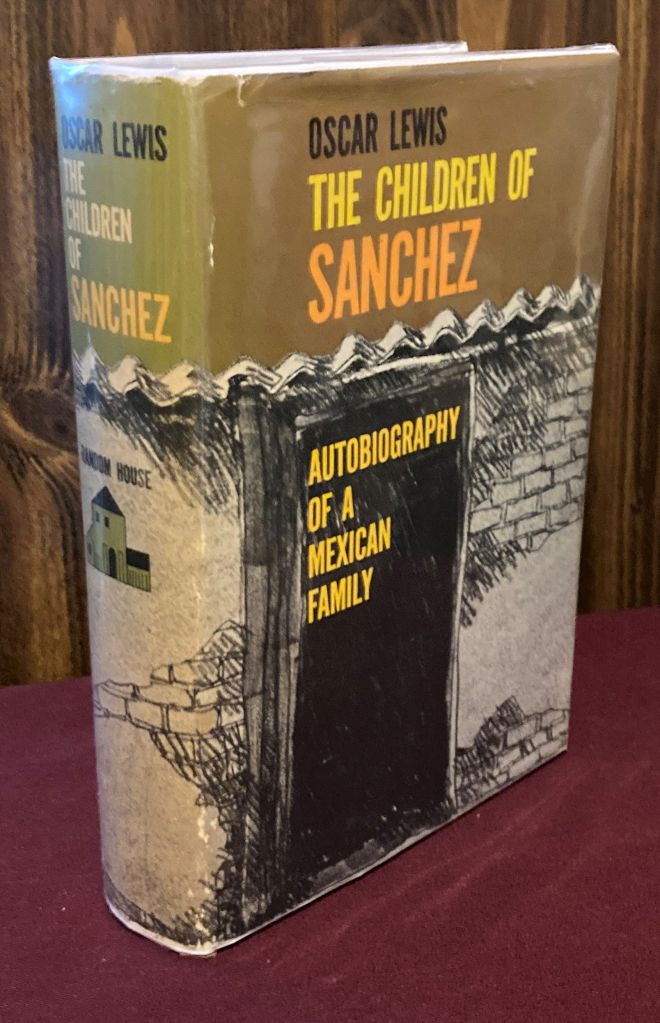 OSCAR LEWIS
THE
CHILDREN
OF
SANCHEZ
RANDOM HOUSE
OSCAR LEWIS
THE CHILDREN OF
SANCHEZ
AUTOBIOGRAPHY
OF A
MEXICAN
FAMILY